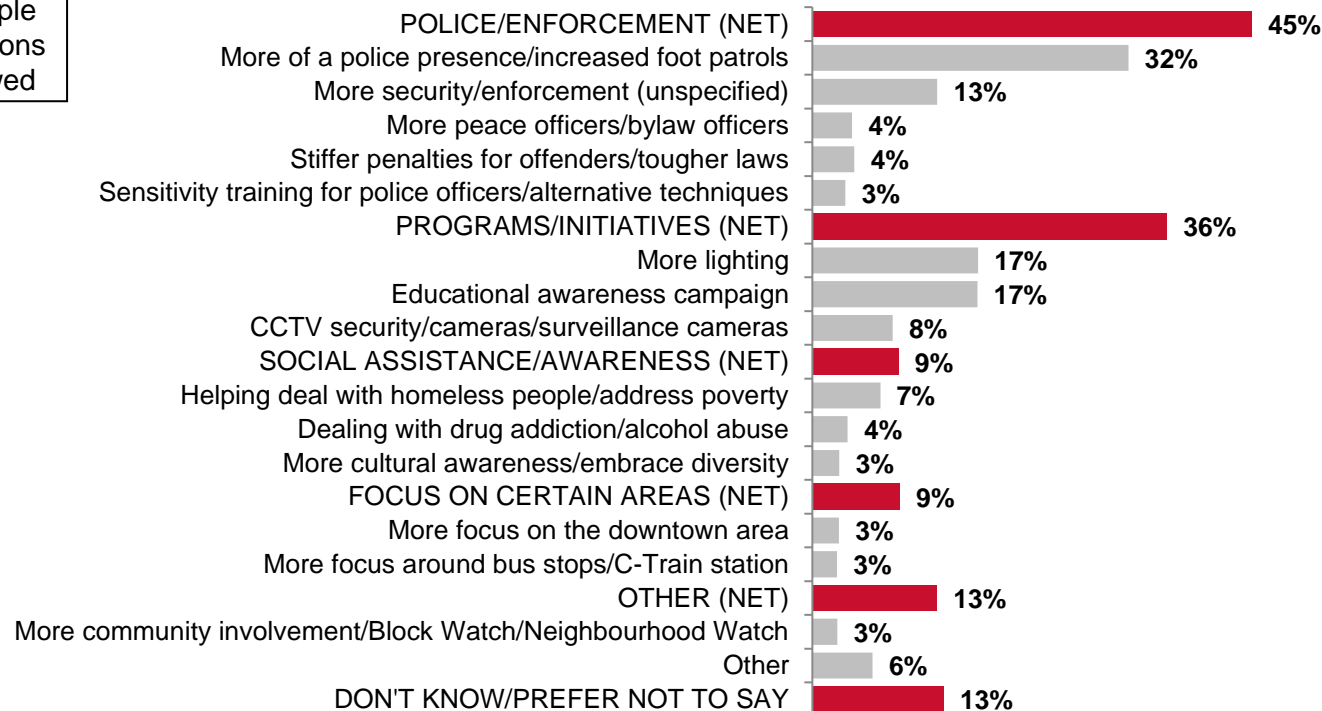 POLICE/ENFORCEMENT (NET) 45%
More of a police presence/increased foot patrols 32%
More security/enforcement (unspecified) 13%
More peace officers/bylaw officers 4%
Stiffer penalties for offenders/tougher laws 4%
Sensitivity training for police officers/alternative techniques 3%
PROGRAMS/INITIATIVES (NET) 36%
More lighting 17%
Educational awareness campaign 17%
CCTV security/cameras/surveillance cameras 8%
SOCIAL ASSISTANCE/AWARENESS (NET) 9%
Helping deal with homeless people/address poverty 7%
Dealing with drug addiction/alcohol abuse 4%
More cultural awareness/embrace diversity 3%
FOCUS ON CERTAIN AREAS (NET) 9%
More focus on the downtown area 3%
More focus around bus stops/C-Train station 3%
OTHER (NET) 13%
More community involvement/Block Watch/Neighbourhood Watch 3%
Other 6%
DON'T KNOW/PREFER NOT TO SAY 13%